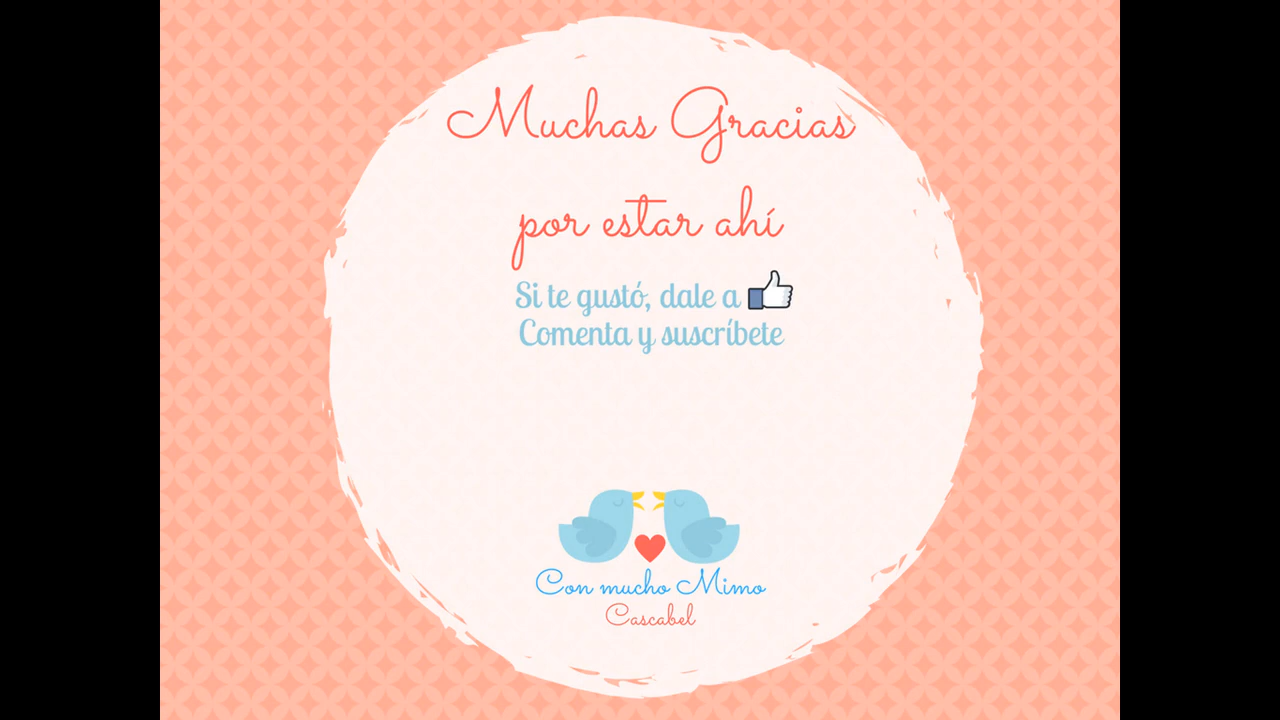 Muchas Gracias
por estar ahí
Si te gustó, dale a
Comenta y suscríbete
Con mucho Mimo
Cascabel